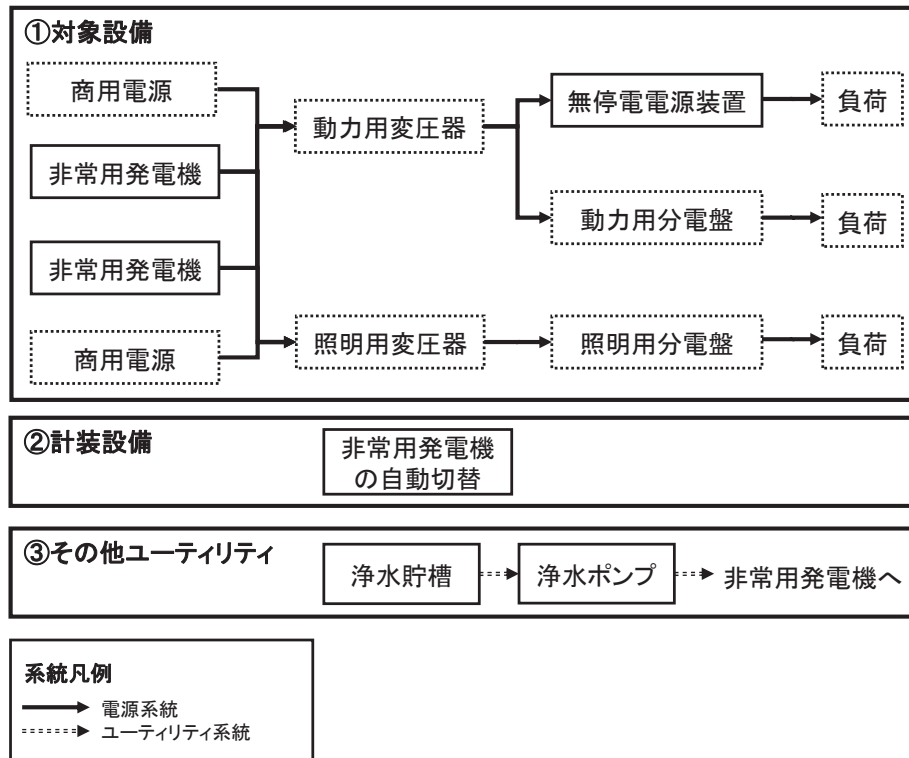 ①対象設備
商用電源
非常用発電機
非常用発電機
商用電源
動力用変圧器
照明用変圧器
無停電電源装置
動力用分電盤
照明用分電盤
負荷
負荷
負荷
②計装設備
非常用発電機
の自動切替
③その他ユーティリティ
浄水貯槽
浄水ポンプ
非常用発電機へ
系統凡例
電源系統
ユーティリティ系統